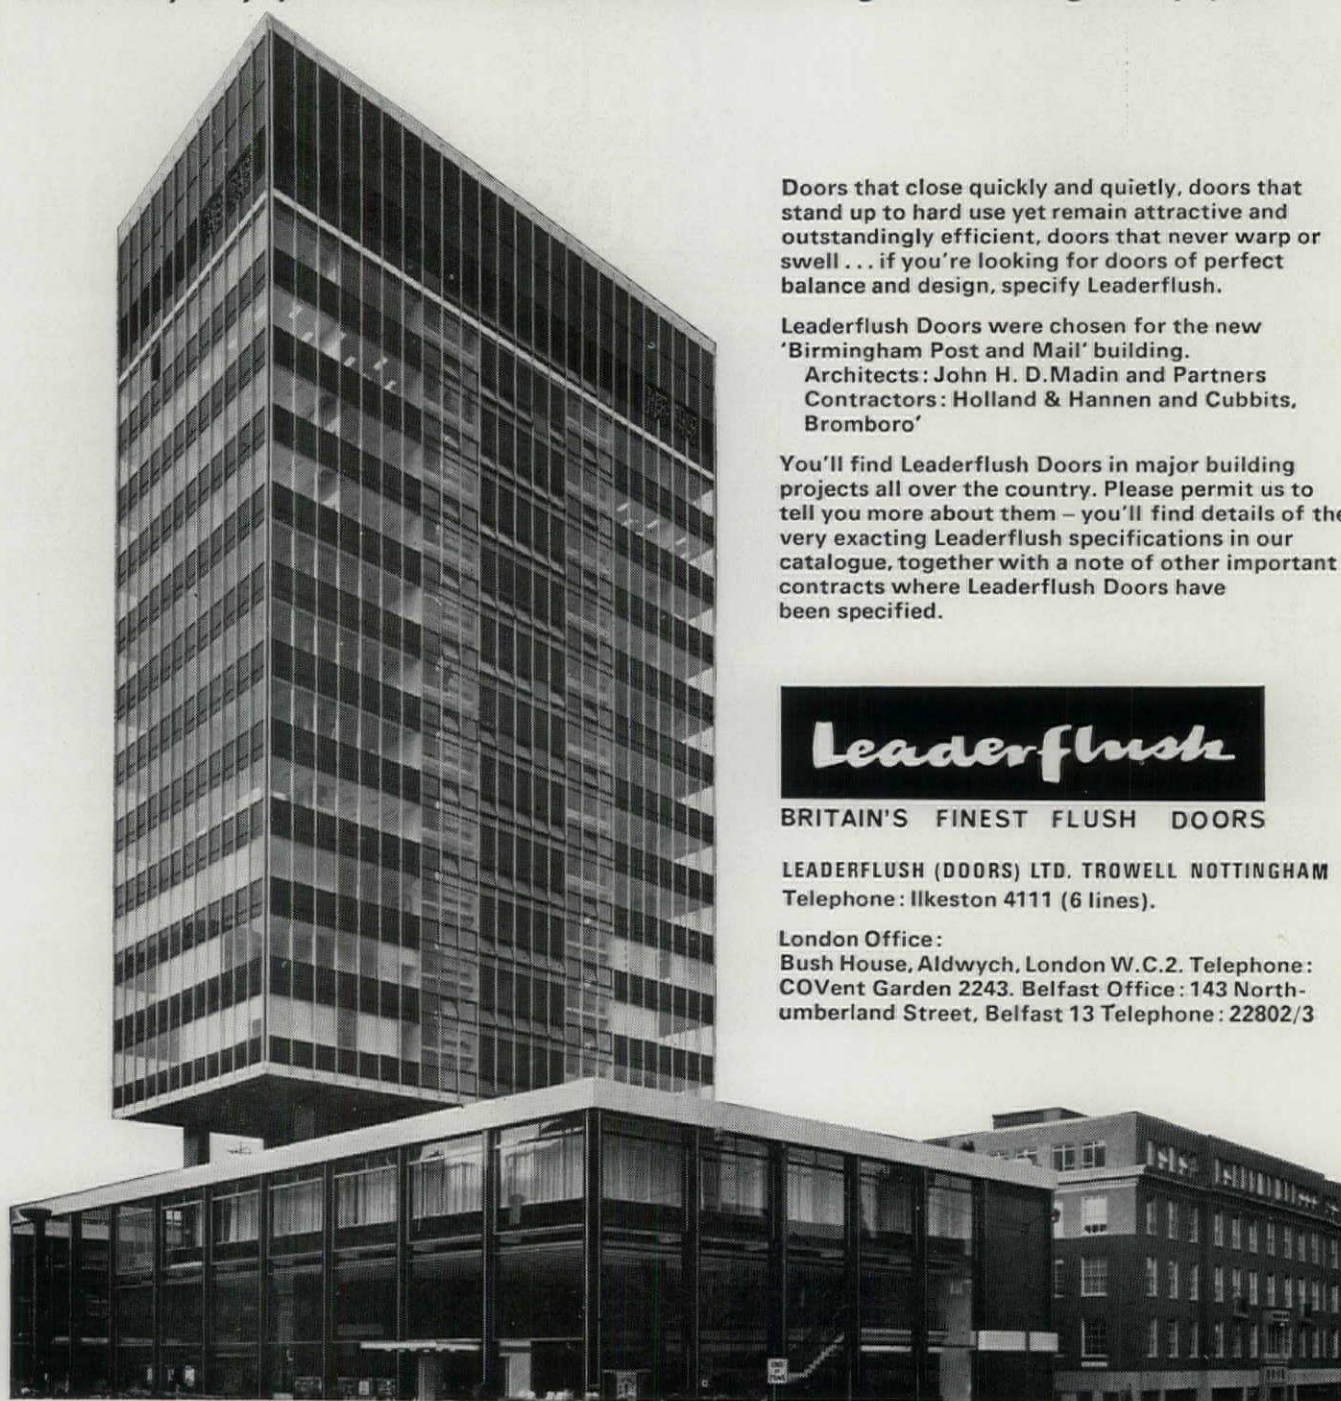 Doors that close quickly and quietly, doors that
stand up to hard use yet remain attractive and
outstandingly efficient, doors that never warp or
swell ... if you're looking for doors of perfect
balance and design, specify Leaderflush.
Leaderflush Doors were chosen for the new
'Birmingham Post and Mail' building.
Architects: John H. D.Madin and Partners
Contractors: Holland & Hannen and Cubbits,
Bromboro'
You'll find Leaderflush Doors in major building
projects all over the country. Please permit us to
tell you more about them – you'll find details of the
very exacting Leaderflush specifications in our
catalogue, together with a note of other important
contracts where Leaderflush Doors have
been specified.
Leaderflush
BRITAIN'S FINEST FLUSH DOORS
LEADERFLUSH (DOORS) LTD. TROWELL NOTTINGHAM
Telephone: Ilkeston 4111 (6 lines).
London Office:
Bush House, Aldwych, London W.C.2. Telephone:
COVent Garden 2243. Belfast Office: 143 North-
umberland Street, Belfast 13 Telephone: 22802/3